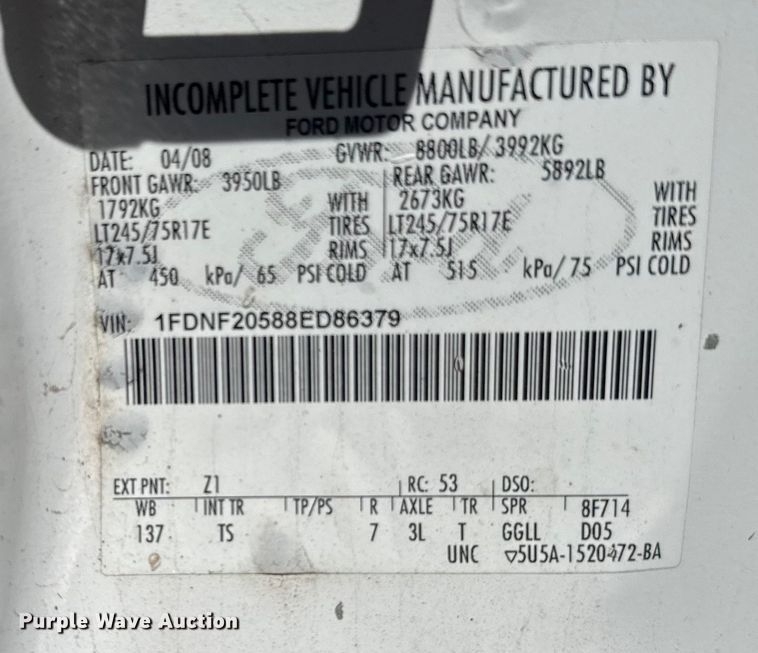 INCOMPLETE VEHICLE MANUFACTURED BY
FORD MOTOR COMPANY
DATE: 04/08 GVWR: 8800LB/ 3992KG
FRONT GAWR: 3950LB REAR GAWR: 5892LB
1792KG WITH 2673KG WITH
LT245/75R17E TIRES LT245/75R17E TIRES
17x7.5J RIMS 17x7.5J RIMS
AT 450 kPa/ 65 PSI COLD AT 515 kPa/ 75 PSI COLD
VIN: 1FDNF20588ED86379
EXT PNT: Z1 RC: 53 DSO:
WB INT TR TP/PS R AXLE TR SPR 8F714
137 TS 7 3L T GGLL D05
UNC ▽5U5A-1520472-BA
Purple Wave Auction